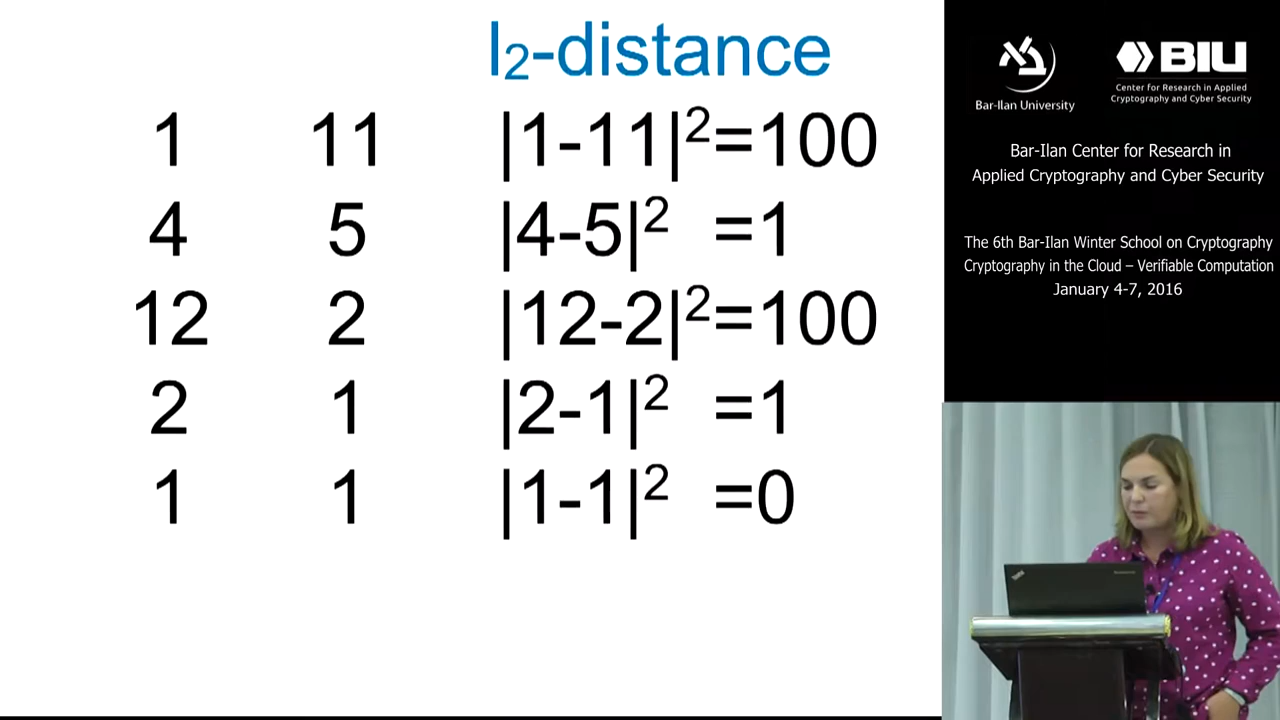 l₂-distance
1 11 |1-11|²=100
4 5 |4-5|² =1
12 2 |12-2|²=100
2 1 |2-1|² =1
1 1 |1-1|² =0
Bar-Ilan University
BIU
Center for Research in Applied
Cryptography and Cyber Security
Bar-Ilan Center for Research in
Applied Cryptography and Cyber Security
The 6th Bar-Ilan Winter School on Cryptography
Cryptography in the Cloud – Verifiable Computation
January 4-7, 2016